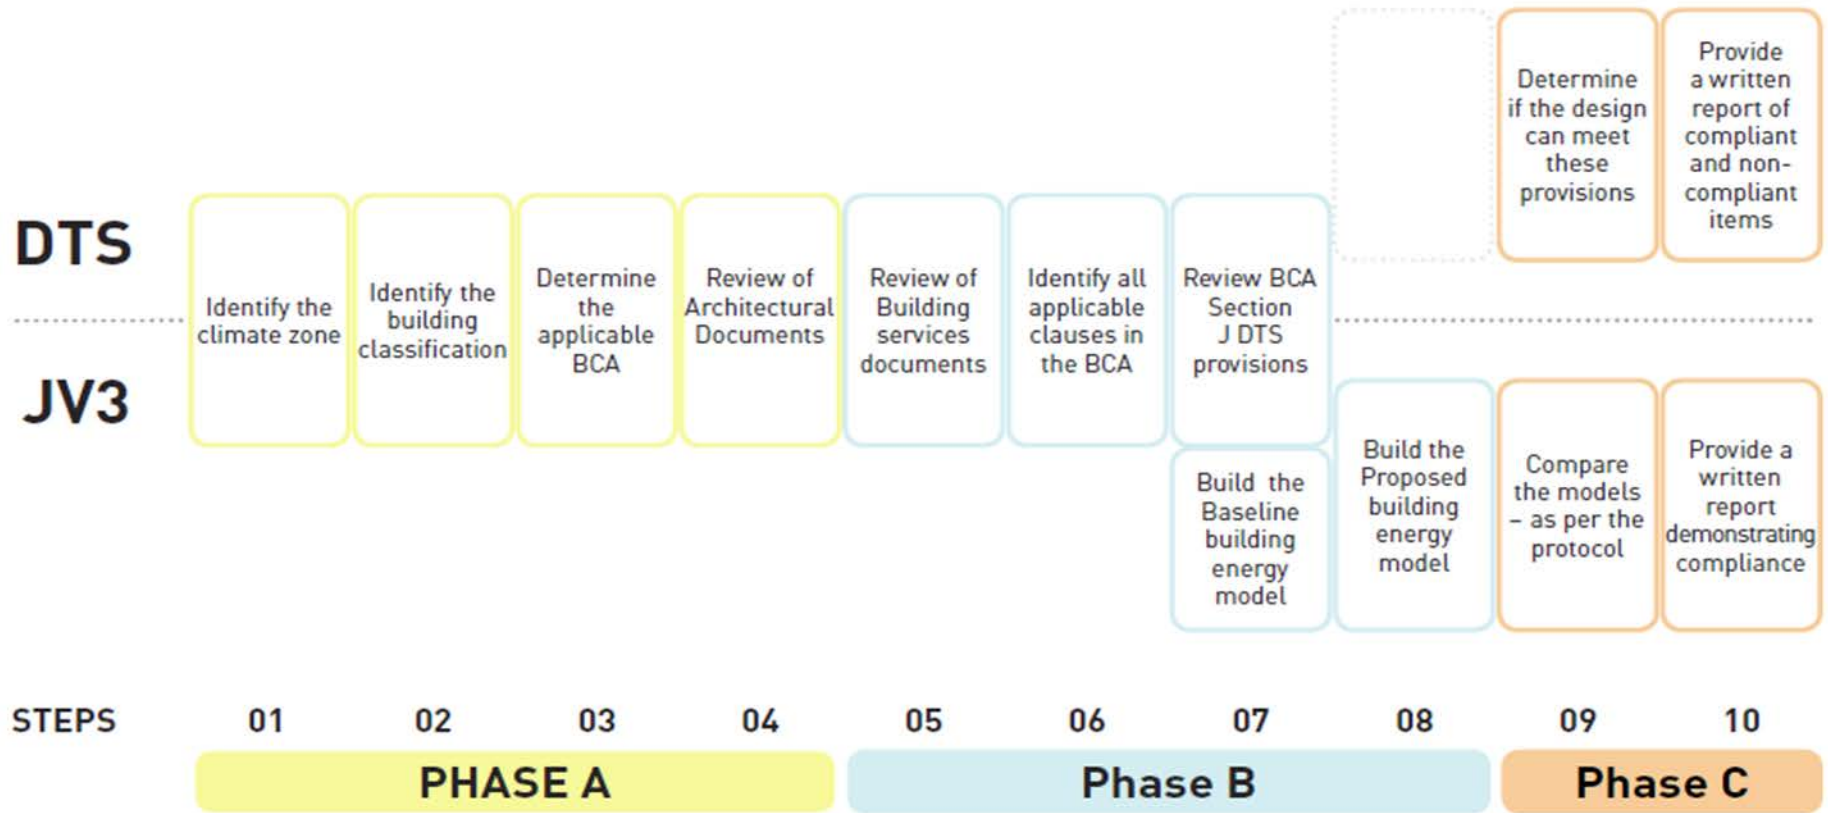 DTS
JV3
Identify the
climate zone
Identify the
building
classification
Determine
the
applicable
BCA
Review of
Architectural
Documents
Review of
Building
services
documents
Identify all
applicable
clauses in
the BCA
Review BCA
Section
J DTS
provisions
Build the
Baseline
building
energy
model
Build the
Proposed
building
energy
model
Determine
if the design
can meet
these
provisions
Provide
a written
report of
compliant
and non-
compliant
items
Compare
the models
– as per the
protocol
Provide a
written
report
demonstrating
compliance
STEPS 01 02 03 04 05 06 07 08 09 10
PHASE A Phase B Phase C